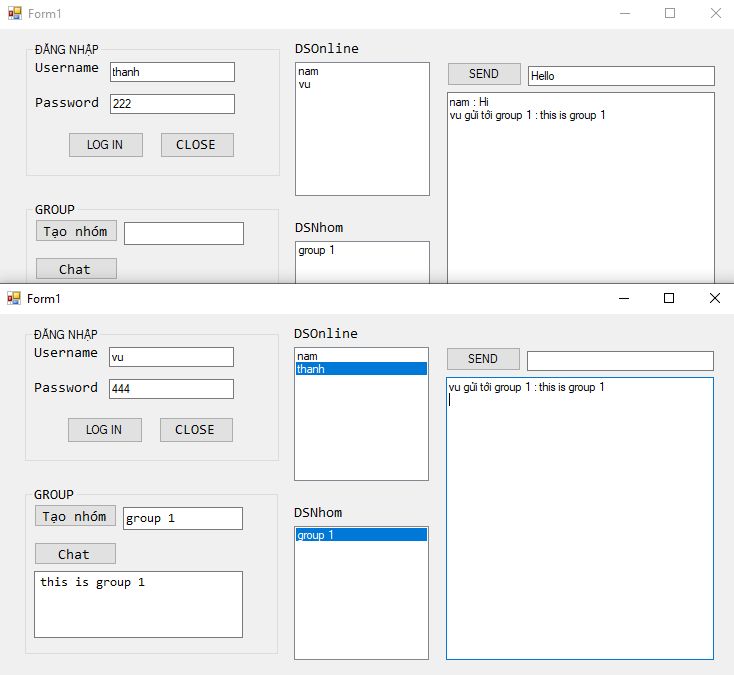 Form1
ĐĂNG NHẬP
Username thanh
Password 222
LOG IN CLOSE
GROUP
Tạo nhóm
Chat
DSOnline
nam
vu
DSNhom
group 1
SEND Hello
nam : Hi
vu gửi tới group 1 : this is group 1
Form1
ĐĂNG NHẬP
Username vu
Password 444
LOG IN CLOSE
GROUP
Tạo nhóm group 1
Chat
this is group 1
DSOnline
nam
thanh
DSNhom
group 1
SEND
vu gửi tới group 1 : this is group 1